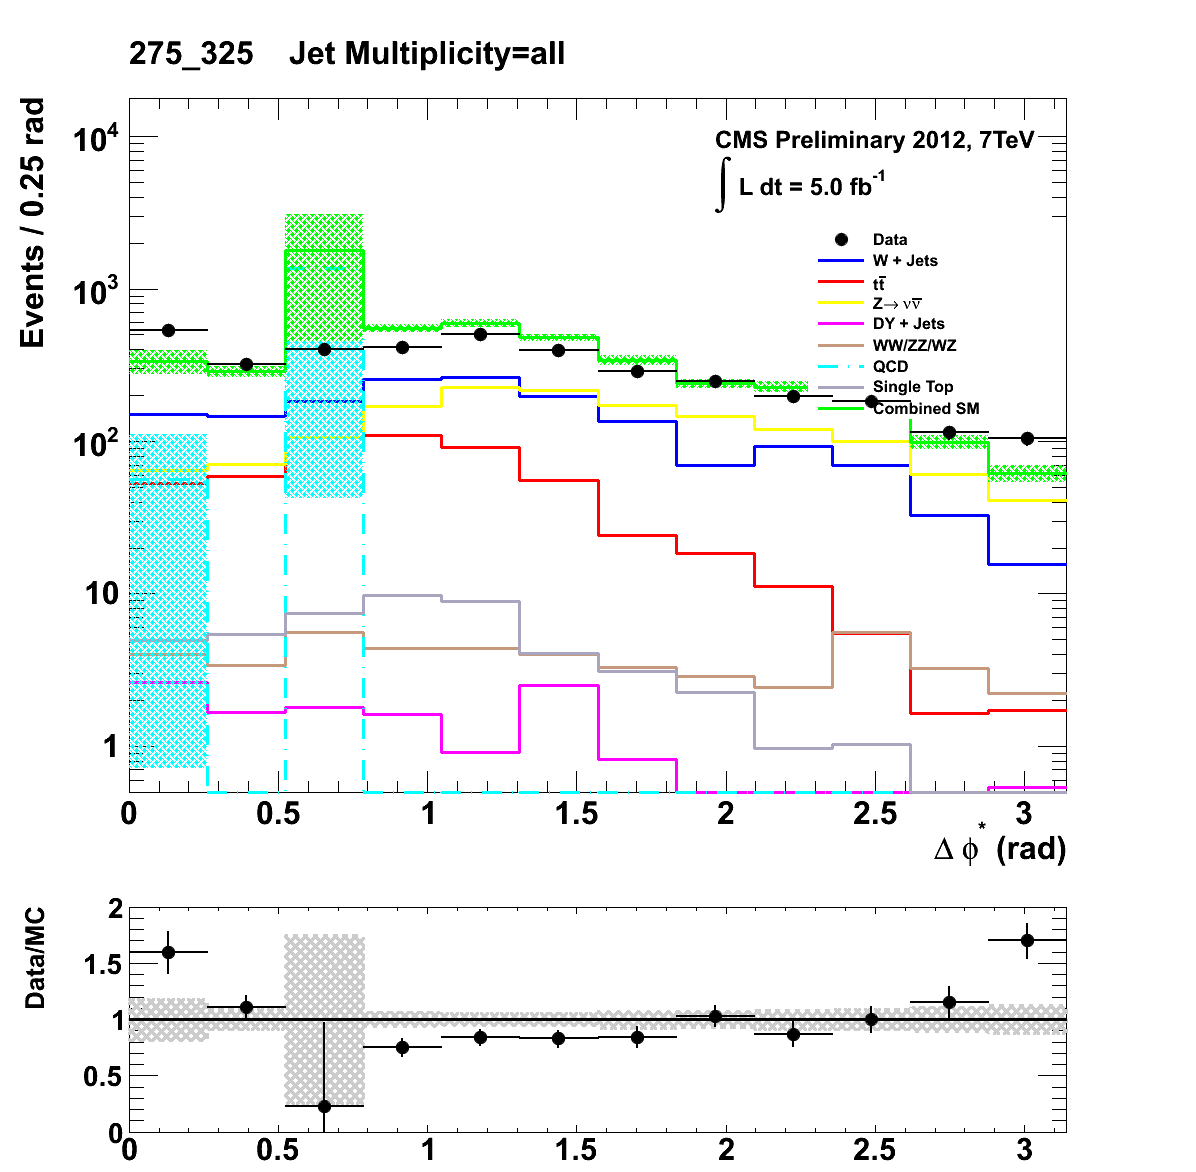 275_325 Jet Multiplicity=all
Events / 0.25 rad
10⁴
10³
10²
10
1
CMS Preliminary 2012, 7TeV
∫ L dt = 5.0 fb⁻¹
Data
W + Jets
tt̅
Z→ νν̅
DY + Jets
WW/ZZ/WZ
QCD
Single Top
Combined SM
0 0.5 1 1.5 2 2.5 3
Δ ϕ* (rad)
Data/MC
2
1.5
1
0.5
0
0 0.5 1 1.5 2 2.5 3